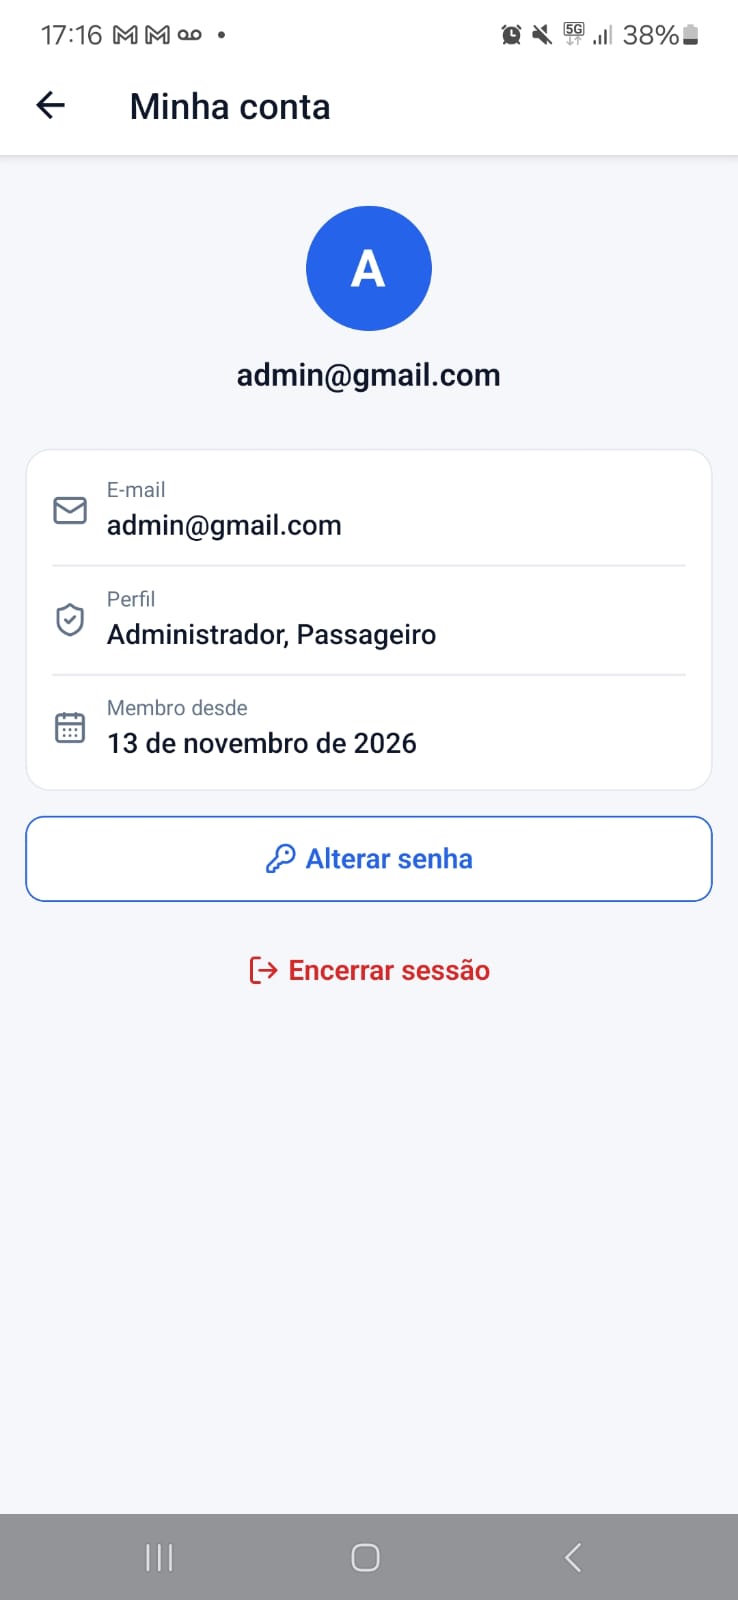 17:16
5G
38%
Minha conta
A
admin@gmail.com
E-mail
admin@gmail.com
Perfil
Administrador, Passageiro
Membro desde
13 de novembro de 2026
Alterar senha
Encerrar sessão